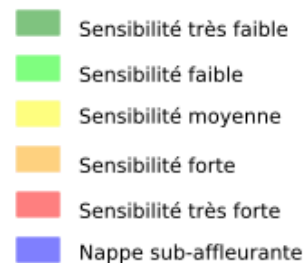 Sensibilité très faible
Sensibilité faible
Sensibilité moyenne
Sensibilité forte
Sensibilité très forte
Nappe sub-affleurante